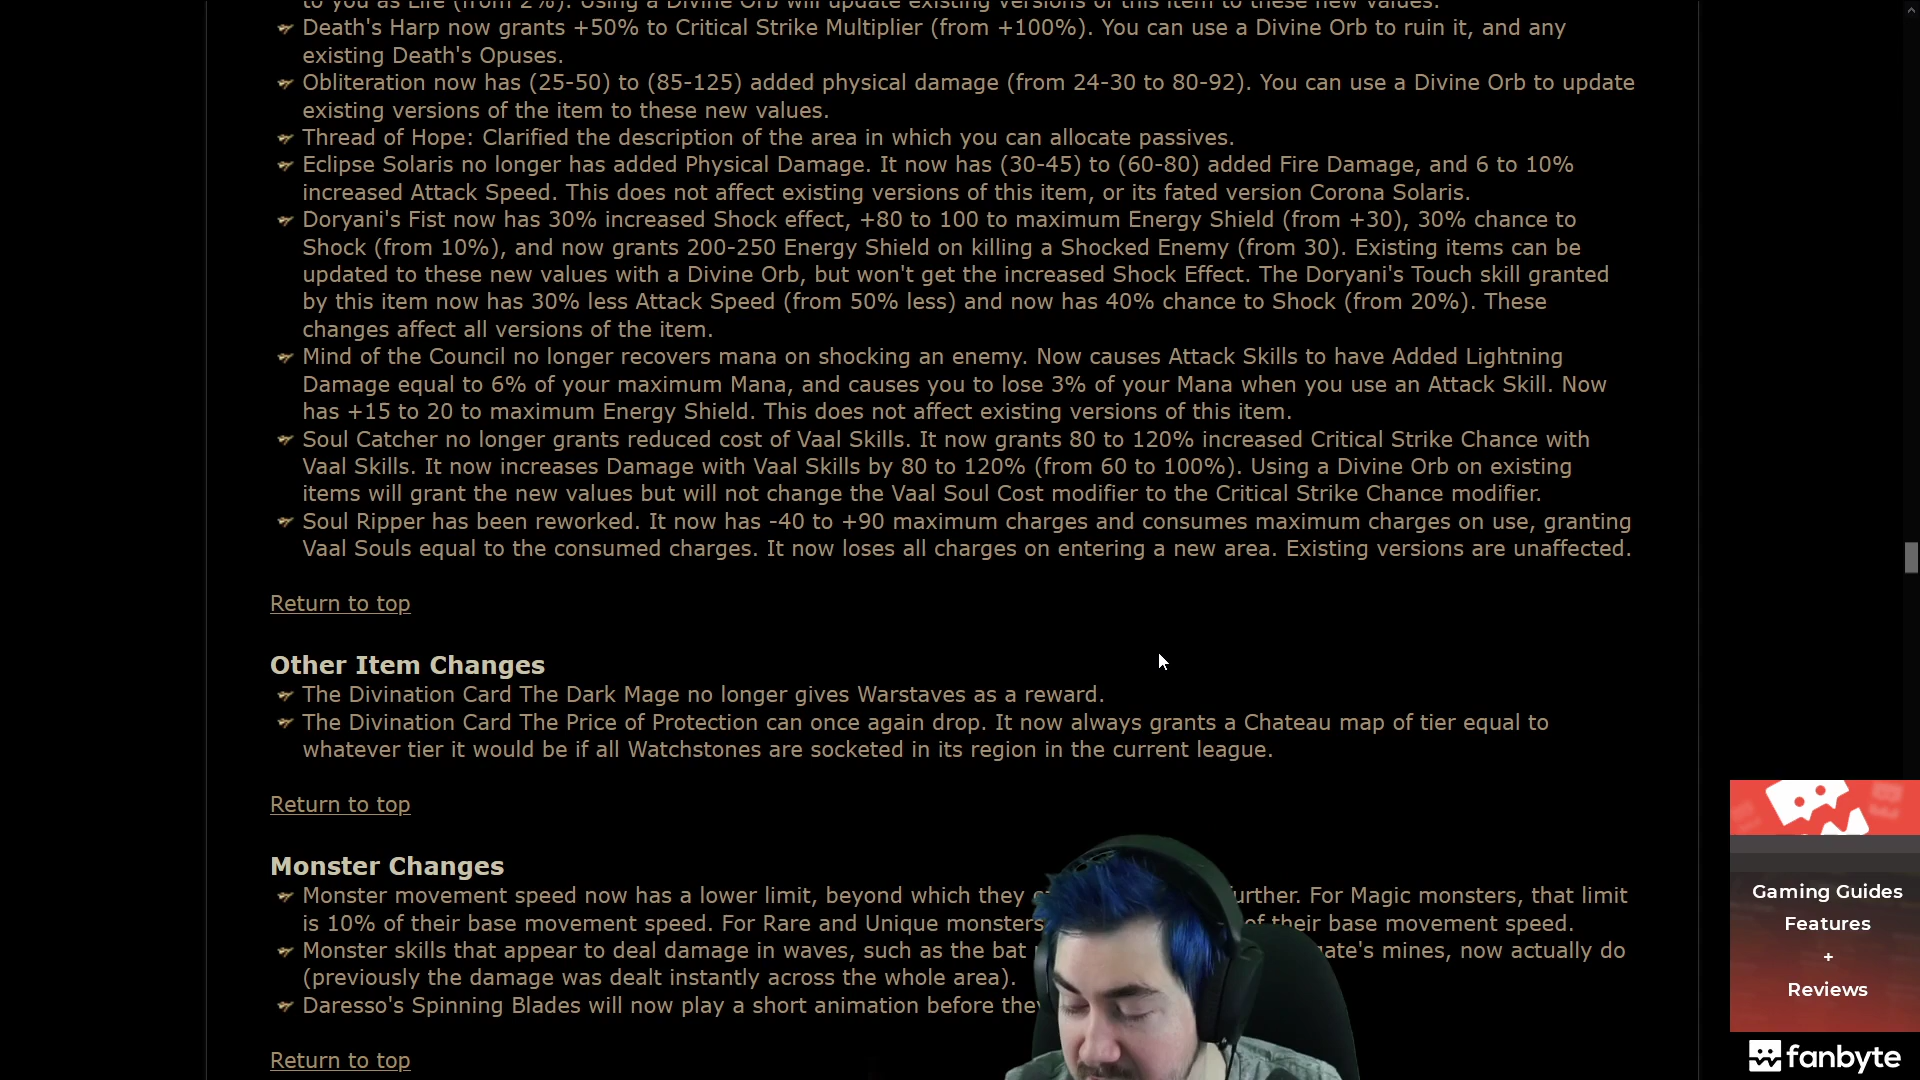 to you as Life (from 2%). Using a Divine Orb will update existing versions of this item to these new values.
Death's Harp now grants +50% to Critical Strike Multiplier (from +100%). You can use a Divine Orb to ruin it, and any
existing Death's Opuses.
Obliteration now has (25-50) to (85-125) added physical damage (from 24-30 to 80-92). You can use a Divine Orb to update
existing versions of the item to these new values.
Thread of Hope: Clarified the description of the area in which you can allocate passives.
Eclipse Solaris no longer has added Physical Damage. It now has (30-45) to (60-80) added Fire Damage, and 6 to 10%
increased Attack Speed. This does not affect existing versions of this item, or its fated version Corona Solaris.
Doryani's Fist now has 30% increased Shock effect, +80 to 100 to maximum Energy Shield (from +30), 30% chance to
Shock (from 10%), and now grants 200-250 Energy Shield on killing a Shocked Enemy (from 30). Existing items can be
updated to these new values with a Divine Orb, but won't get the increased Shock Effect. The Doryani's Touch skill granted
by this item now has 30% less Attack Speed (from 50% less) and now has 40% chance to Shock (from 20%). These
changes affect all versions of the item.
Mind of the Council no longer recovers mana on shocking an enemy. Now causes Attack Skills to have Added Lightning
Damage equal to 6% of your maximum Mana, and causes you to lose 3% of your Mana when you use an Attack Skill. Now
has +15 to 20 to maximum Energy Shield. This does not affect existing versions of this item.
Soul Catcher no longer grants reduced cost of Vaal Skills. It now grants 80 to 120% increased Critical Strike Chance with
Vaal Skills. It now increases Damage with Vaal Skills by 80 to 120% (from 60 to 100%). Using a Divine Orb on existing
items will grant the new values but will not change the Vaal Soul Cost modifier to the Critical Strike Chance modifier.
Soul Ripper has been reworked. It now has -40 to +90 maximum charges and consumes maximum charges on use, granting
Vaal Souls equal to the consumed charges. It now loses all charges on entering a new area. Existing versions are unaffected.
Return to top
Other Item Changes
The Divination Card The Dark Mage no longer gives Warstaves as a reward.
The Divination Card The Price of Protection can once again drop. It now always grants a Chateau map of tier equal to
whatever tier it would be if all Watchstones are socketed in its region in the current league.
Return to top
Monster Changes
Monster movement speed now has a lower limit, beyond which they further. For Magic monsters, that limit
is 10% of their base movement speed. For Rare and Unique monsters of their base movement speed.
Monster skills that appear to deal damage in waves, such as the bat gate's mines, now actually do
(previously the damage was dealt instantly across the whole area).
Daresso's Spinning Blades will now play a short animation before they
Return to top
Gaming Guides
Features
+
Reviews
fanbyte